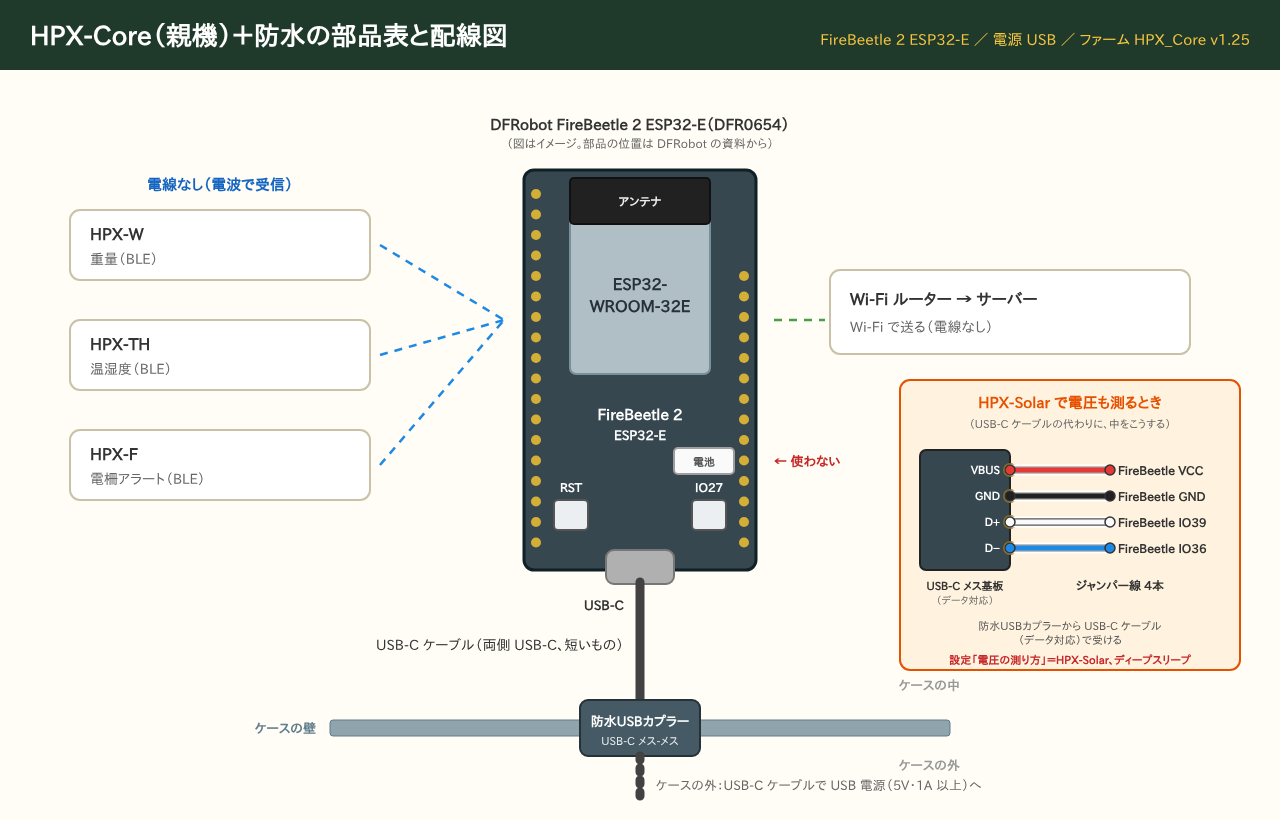 HPX-Core（親機）＋防水の部品表と配線図
FireBeetle 2 ESP32-E ／ 電源 USB ／ ファーム HPX_Core v1.25
DFRobot FireBeetle 2 ESP32-E（DFR0654）
（図はイメージ。部品の位置は DFRobot の資料から）
電線なし（電波で受信）
HPX-W
重量（BLE）
HPX-TH
温湿度（BLE）
HPX-F
電柵アラート（BLE）
アンテナ
ESP32-
WROOM-32E
FireBeetle 2
ESP32-E
電池
← 使わない
RST
IO27
USB-C
USB-C ケーブル（両側 USB-C、短いもの）
Wi-Fi ルーター → サーバー
Wi-Fi で送る（電線なし）
HPX-Solar で電圧も測るとき
（USB-C ケーブルの代わりに、中をこうする）
VBUS
FireBeetle VCC
GND
FireBeetle GND
D+
FireBeetle IO39
D−
FireBeetle IO36
USB-C メス基板
（データ対応）
ジャンパー線 4本
防水USBカプラーから USB-C ケーブル
（データ対応）で受ける
設定「電圧の測り方」＝HPX-Solar、ディープスリープ
ケースの中
ケースの壁
防水USBカプラー
USB-C メス-メス
ケースの外
ケースの外：USB-C ケーブルで USB 電源（5V・1A 以上）へ